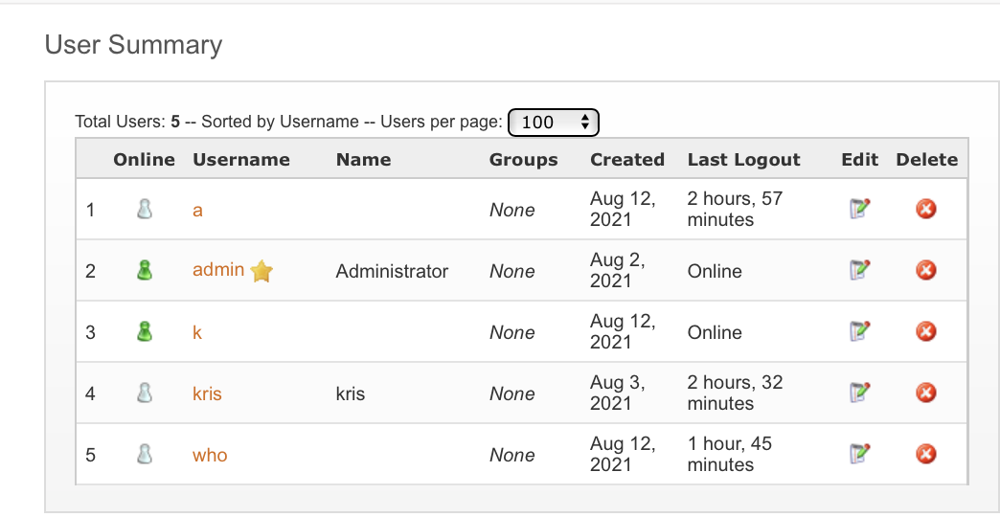 User Summary
Total Users: 5 -- Sorted by Username -- Users per page: 100
Online Username Name Groups Created Last Logout Edit Delete
1 a None Aug 12, 2021 2 hours, 57 minutes
2 admin Administrator None Aug 2, 2021 Online
3 k None Aug 12, 2021 Online
4 kris kris None Aug 3, 2021 2 hours, 32 minutes
5 who None Aug 12, 2021 1 hour, 45 minutes